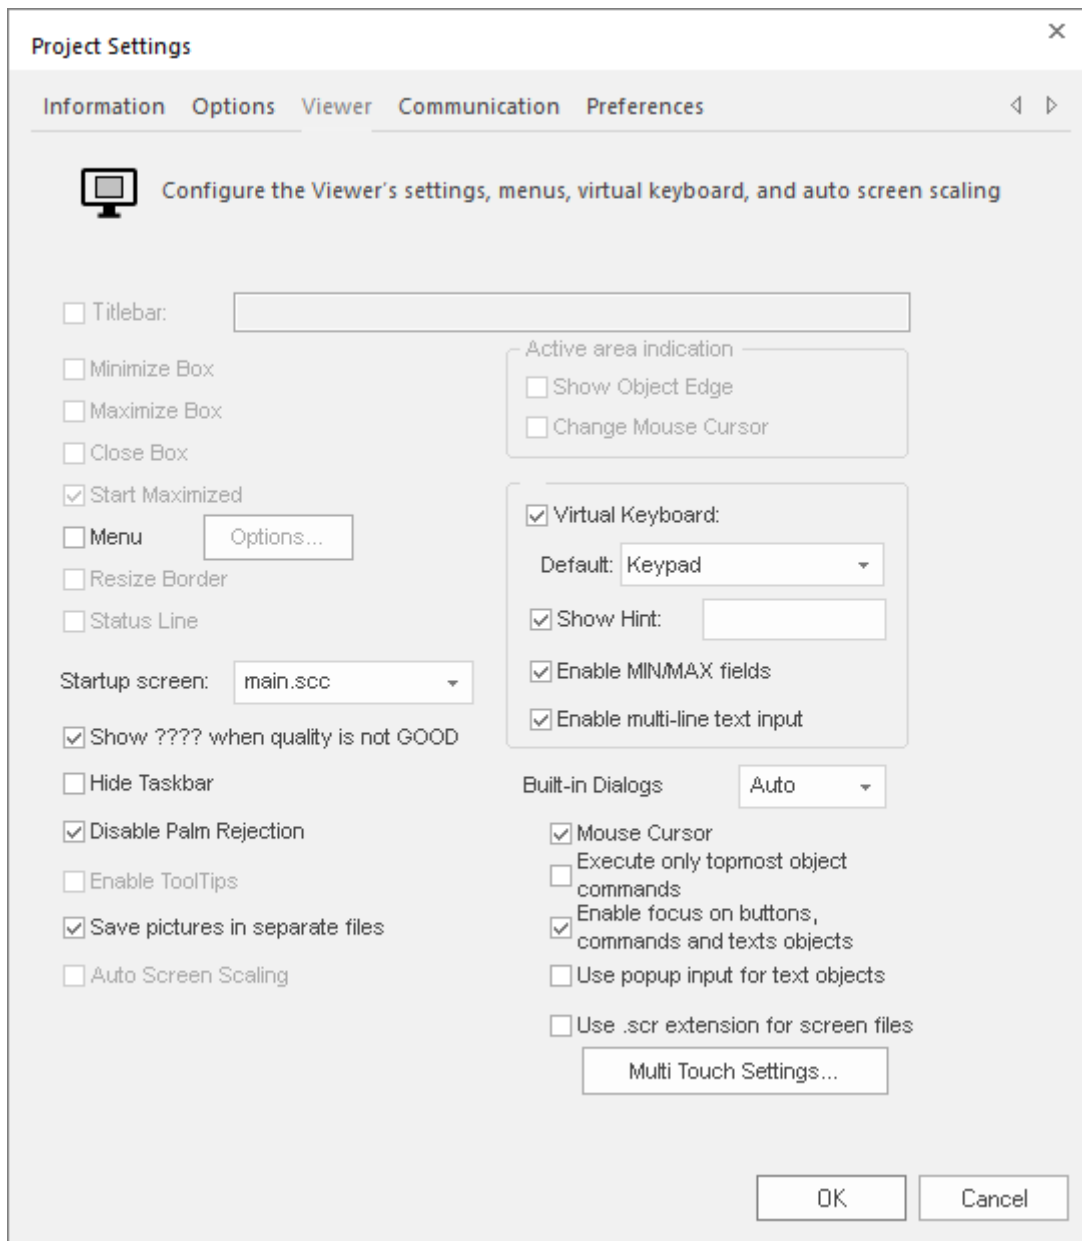 Project Settings
Information Options Viewer Communication Preferences
Configure the Viewer's settings, menus, virtual keyboard, and auto screen scaling
Titlebar:
Minimize Box
Maximize Box
Close Box
Start Maximized
Menu Options...
Resize Border
Status Line
Startup screen: main.scc
Show ???? when quality is not GOOD
Hide Taskbar
Disable Palm Rejection
Enable ToolTips
Save pictures in separate files
Auto Screen Scaling
Active area indication
Show Object Edge
Change Mouse Cursor
Virtual Keyboard:
Default: Keypad
Show Hint:
Enable MIN/MAX fields
Enable multi-line text input
Built-in Dialogs Auto
Mouse Cursor
Execute only topmost object
commands
Enable focus on buttons,
commands and texts objects
Use popup input for text objects
Use .scr extension for screen files
Multi Touch Settings...
OK Cancel